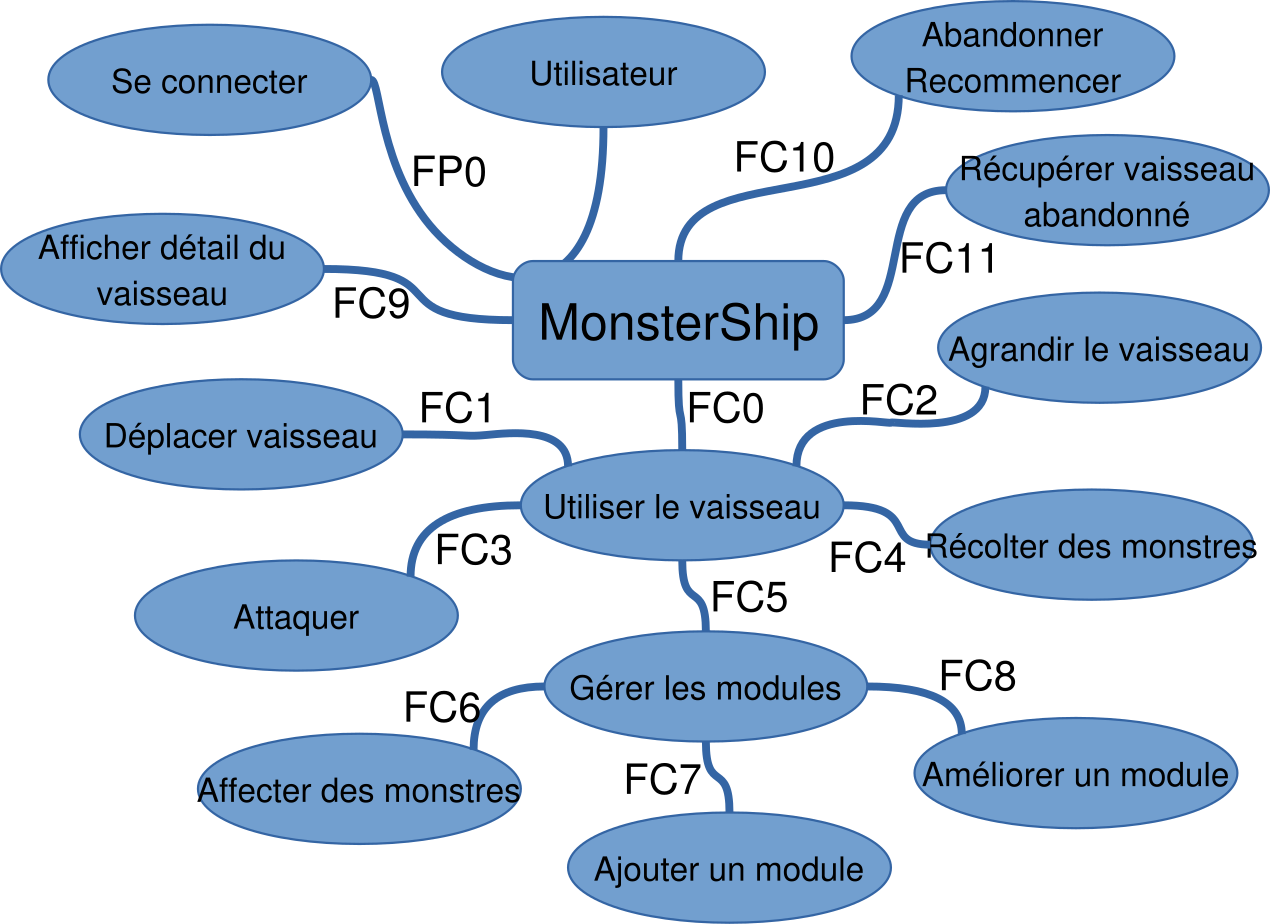 Abandonner
Recommencer
Se connecter
Utilisateur
FC10
FP0
Récupérer vaisseau
abandonné
Afficher détail du
vaisseau
FC11
FC9
MonsterShip
Agrandir le vaisseau
FC1
FC0
FC2
Déplacer vaisseau
Utiliser le vaisseau
FC3
FC4
Récolter des monstres
FC5
Attaquer
Gérer les modules
FC8
FC6
FC7
Affecter des monstres
Améliorer un module
Ajouter un module